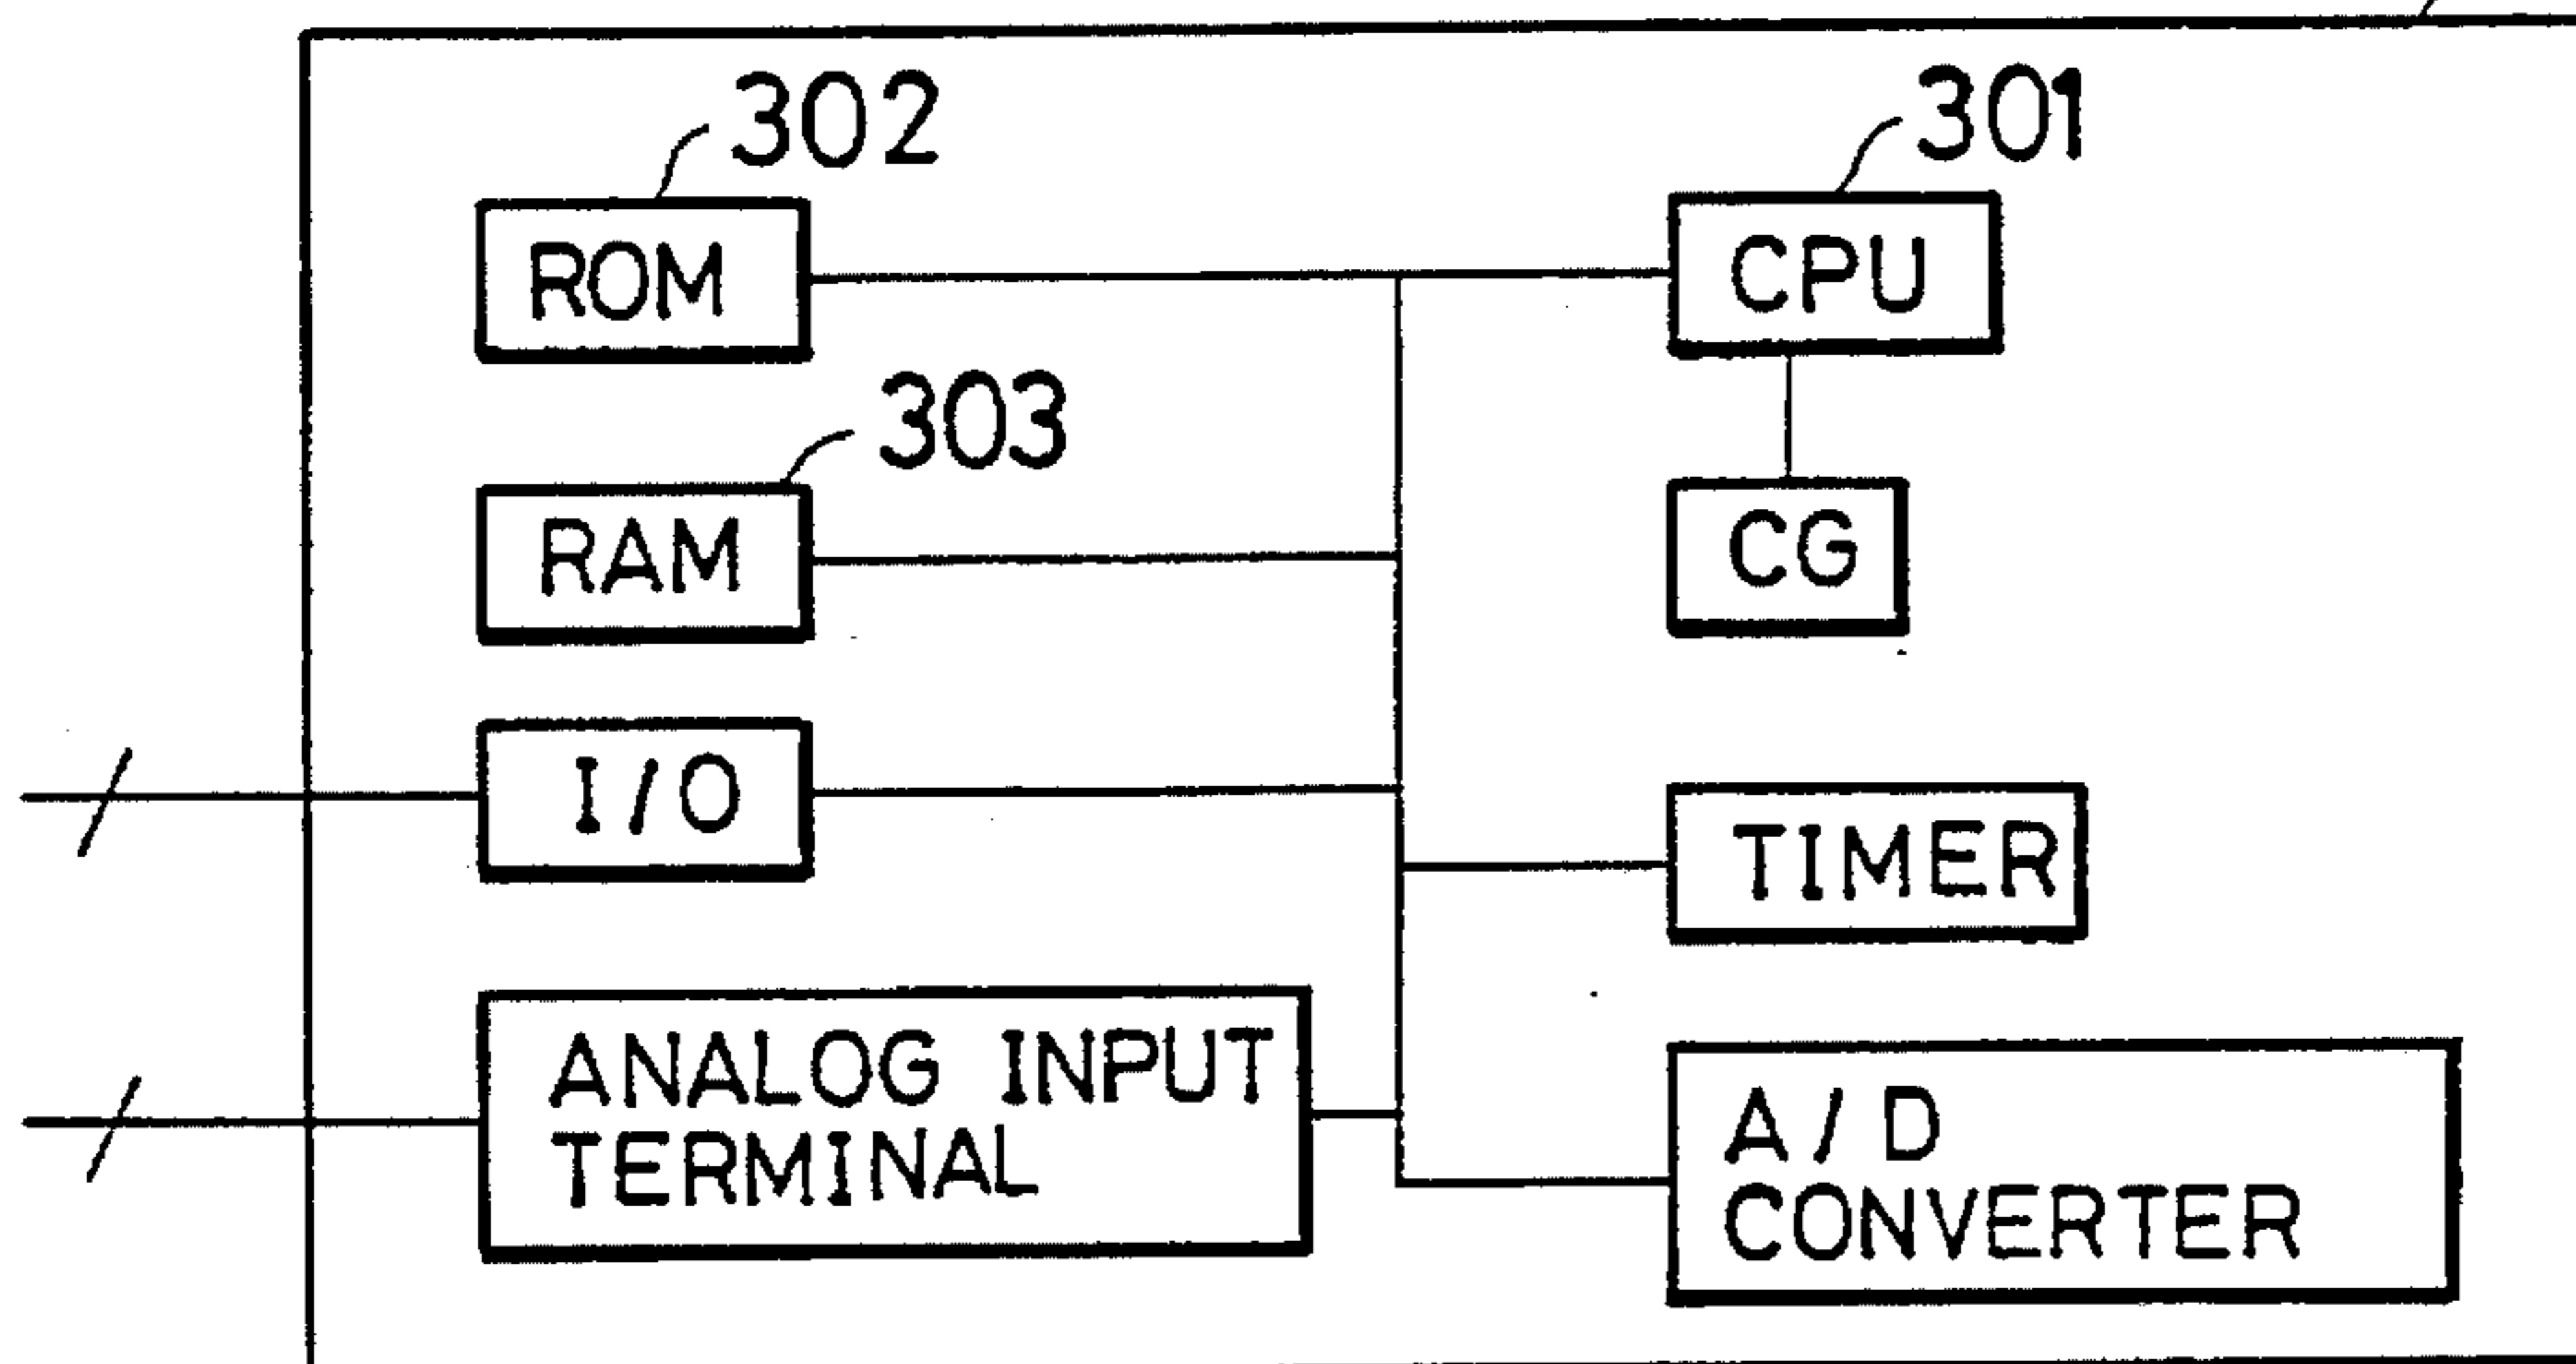 302
301
ROM
CPU
303
RAM
CG
I/O
TIMER
ANALOG INPUT
TERMINAL
A/D
CONVERTER